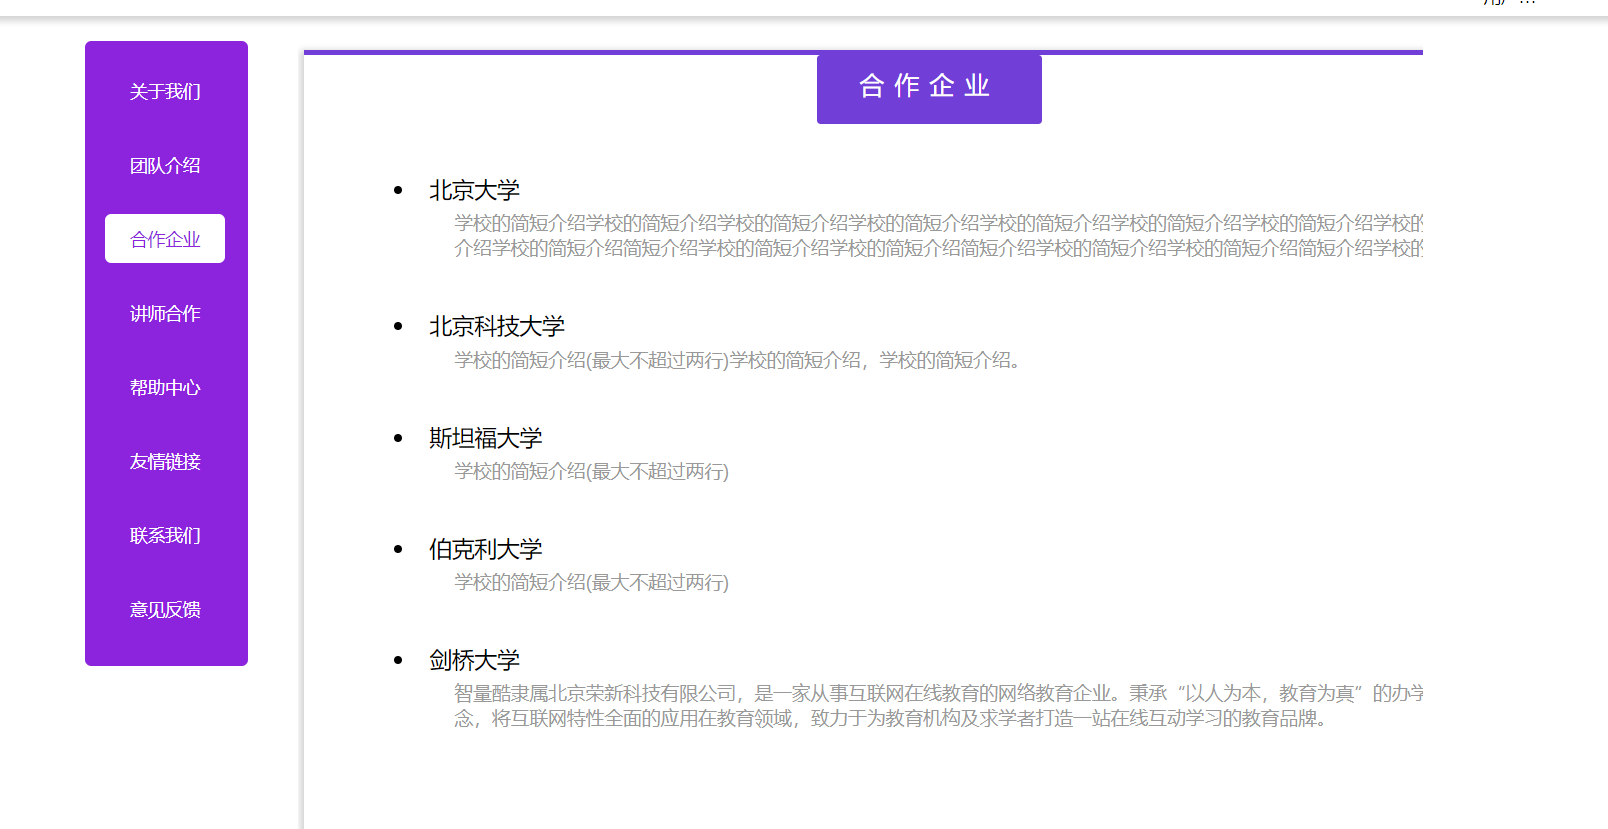 关于我们
团队介绍
合作企业
讲师合作
帮助中心
友情链接
联系我们
意见反馈
合作企业
北京大学
学校的简短介绍学校的简短介绍学校的简短介绍学校的简短介绍学校的简短介绍学校的简短介绍学校的简短介绍学校的
介绍学校的简短介绍简短介绍学校的简短介绍学校的简短介绍简短介绍学校的简短介绍学校的简短介绍简短介绍学校的
北京科技大学
学校的简短介绍(最大不超过两行)学校的简短介绍，学校的简短介绍。
斯坦福大学
学校的简短介绍(最大不超过两行)
伯克利大学
学校的简短介绍(最大不超过两行)
剑桥大学
智量酷隶属北京荣新科技有限公司，是一家从事互联网在线教育的网络教育企业。秉承“以人为本，教育为真”的办学
念，将互联网特性全面的应用在教育领域，致力于为教育机构及求学者打造一站在线互动学习的教育品牌。